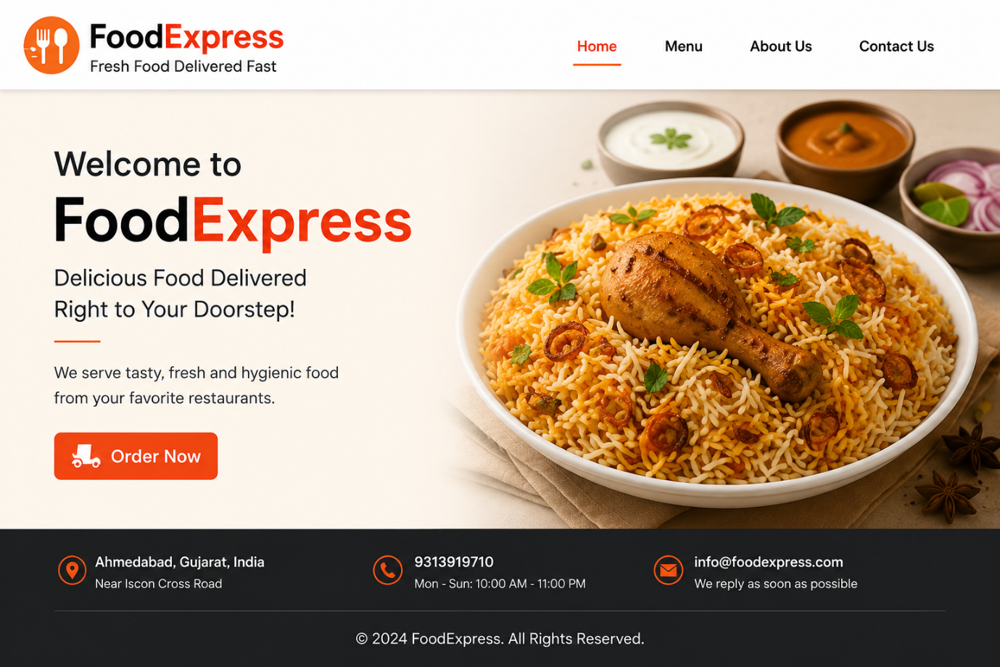 FoodExpress
Fresh Food Delivered Fast
Home
Menu
About Us
Contact Us
Welcome to
FoodExpress
Delicious Food Delivered
Right to Your Doorstep!
We serve tasty, fresh and hygienic food
from your favorite restaurants.
Order Now
Ahmedabad, Gujarat, India
Near Iscon Cross Road
9313919710
Mon - Sun: 10:00 AM - 11:00 PM
info@foodexpress.com
We reply as soon as possible
© 2024 FoodExpress. All Rights Reserved.